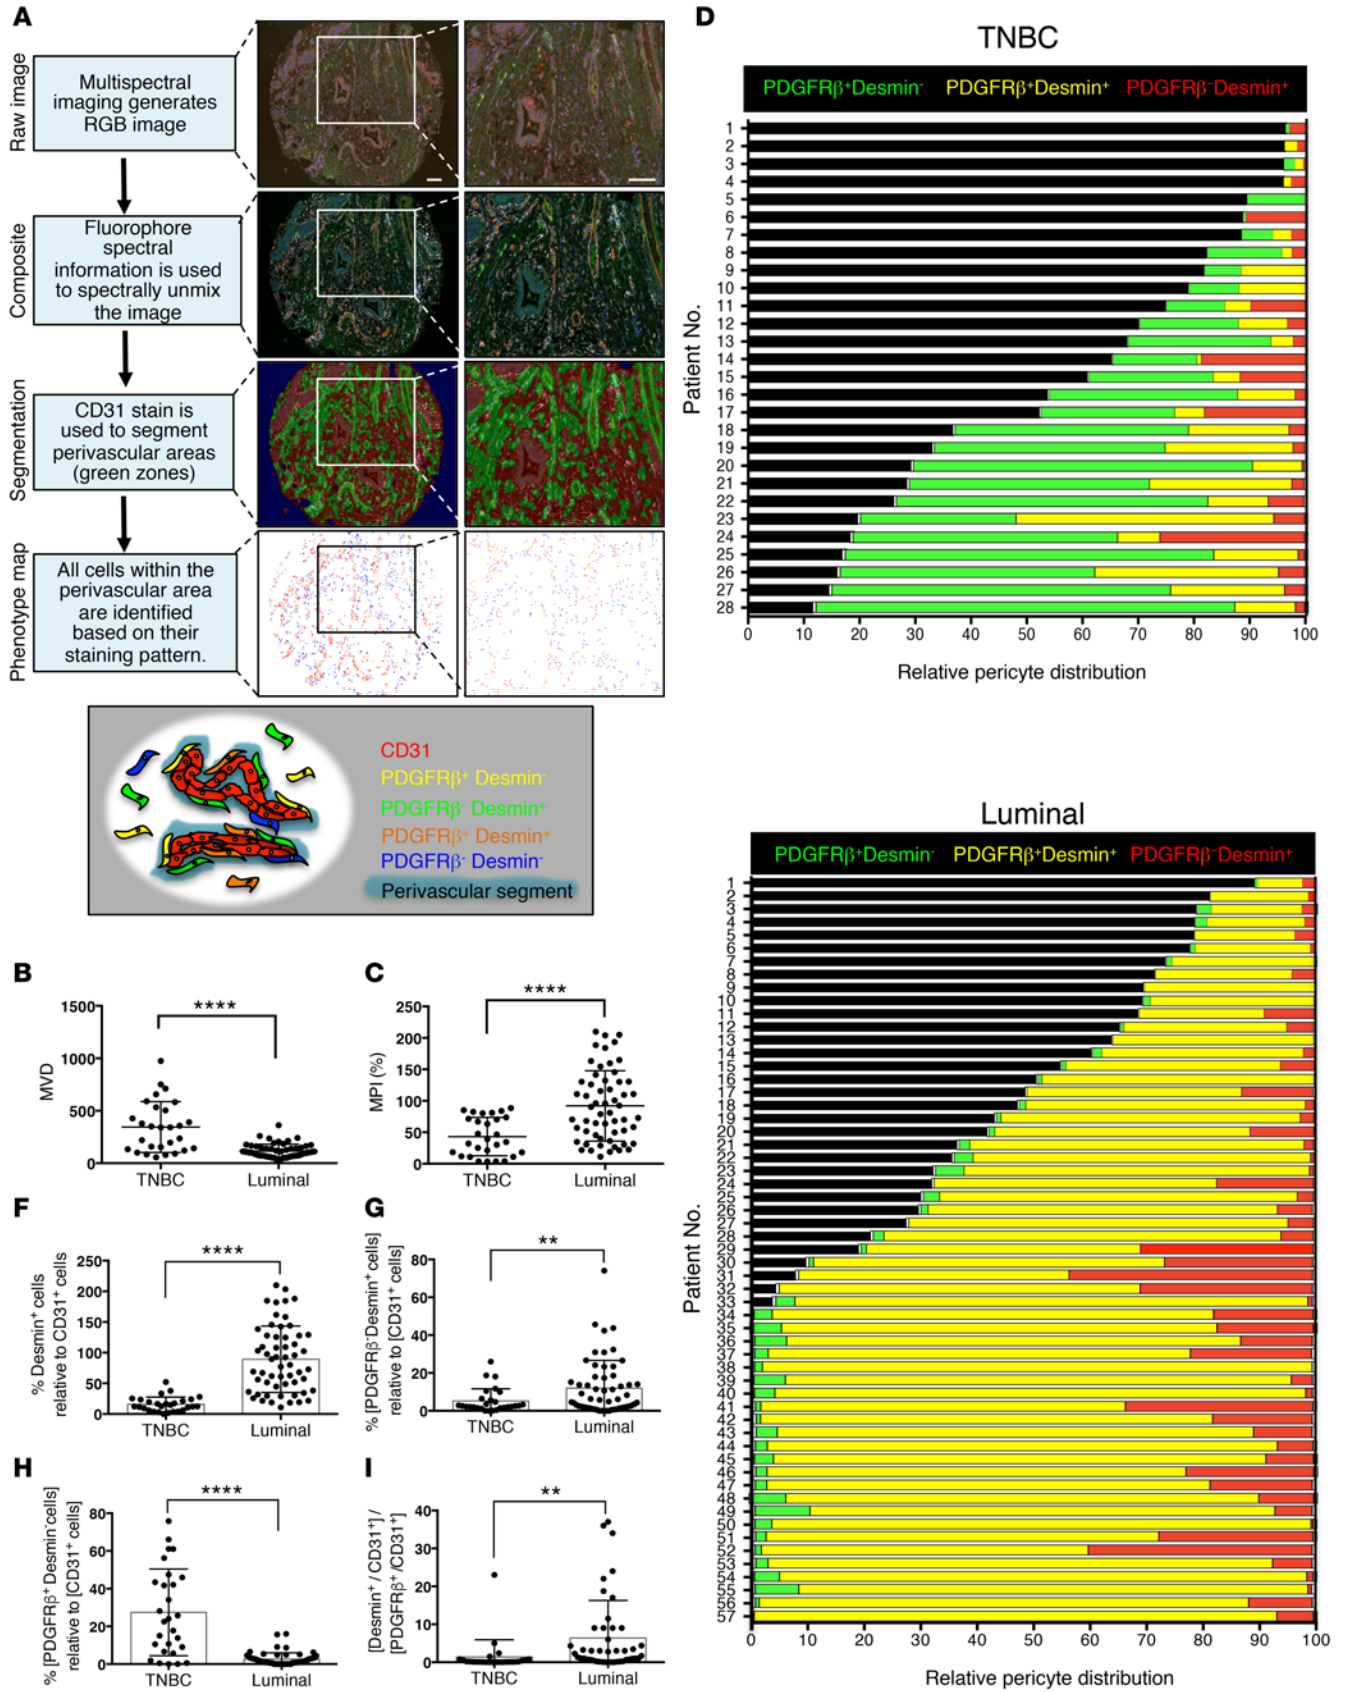 A
Raw image
Multispectral
imaging generates
RGB image
Composite
Fluorophore
spectral
information is used
to spectrally unmix
the image
Segmentation
CD31 stain is
used to segment
perivascular areas
(green zones)
Phenotype map
All cells within the
perivascular area
are identified
based on their
staining pattern.
CD31
PDGFRβ⁺ Desmin⁻
PDGFRβ⁻ Desmin⁺
PDGFRβ⁺ Desmin⁺
PDGFRβ⁻ Desmin⁻
Perivascular segment
B
MVD
1500
1000
500
0
****
TNBC Luminal
C
MPI (%)
250
200
150
100
50
0
****
TNBC Luminal
F
% Desmin⁺ cells
relative to CD31⁺ cells
250
200
150
100
50
0
****
TNBC Luminal
G
% [PDGFRβ⁻Desmin⁺ cells]
relative to [CD31⁺ cells]
80
60
40
20
0
**
TNBC Luminal
H
% [PDGFRβ⁺ Desmin⁻cells]
relative to [CD31⁺ cells]
80
60
40
20
0
****
TNBC Luminal
I
[Desmin⁺ / CD31⁺] /
[PDGFRβ⁺ /CD31⁺]
40
30
20
10
0
**
TNBC Luminal
D
TNBC
PDGFRβ⁺Desmin⁻ PDGFRβ⁺Desmin⁺ PDGFRβ⁻Desmin⁺
Patient No.
1
2
3
4
5
6
7
8
9
10
11
12
13
14
15
16
17
18
19
20
21
22
23
24
25
26
27
28
0 10 20 30 40 50 60 70 80 90 100
Relative pericyte distribution
Luminal
PDGFRβ⁺Desmin⁻ PDGFRβ⁺Desmin⁺ PDGFRβ⁻Desmin⁺
Patient No.
1
2
3
4
5
6
7
8
9
10
11
12
13
14
15
16
17
18
19
20
21
22
23
24
25
26
27
28
29
30
31
32
33
34
35
36
37
38
39
40
41
42
43
44
45
46
47
48
49
50
51
52
53
54
55
56
57
0 10 20 30 40 50 60 70 80 90 100
Relative pericyte distribution